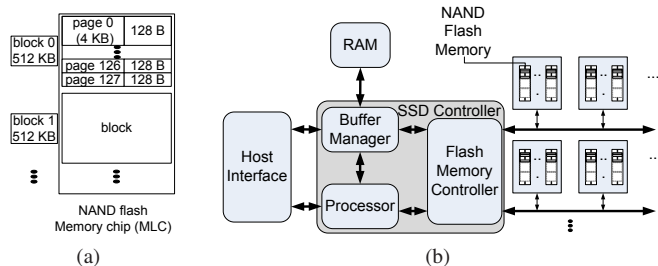 (a)
page 0
(4 KB)
128 B
block 0
512 KB
page 126
128 B
page 127
128 B
block 1
512 KB
block
NAND flash
Memory chip (MLC)
(a)
(b)
RAM
NAND
Flash
Memory
SSD Controller
Buffer
Manager
Host
Interface
Flash
Memory
Controller
Processor
(b)